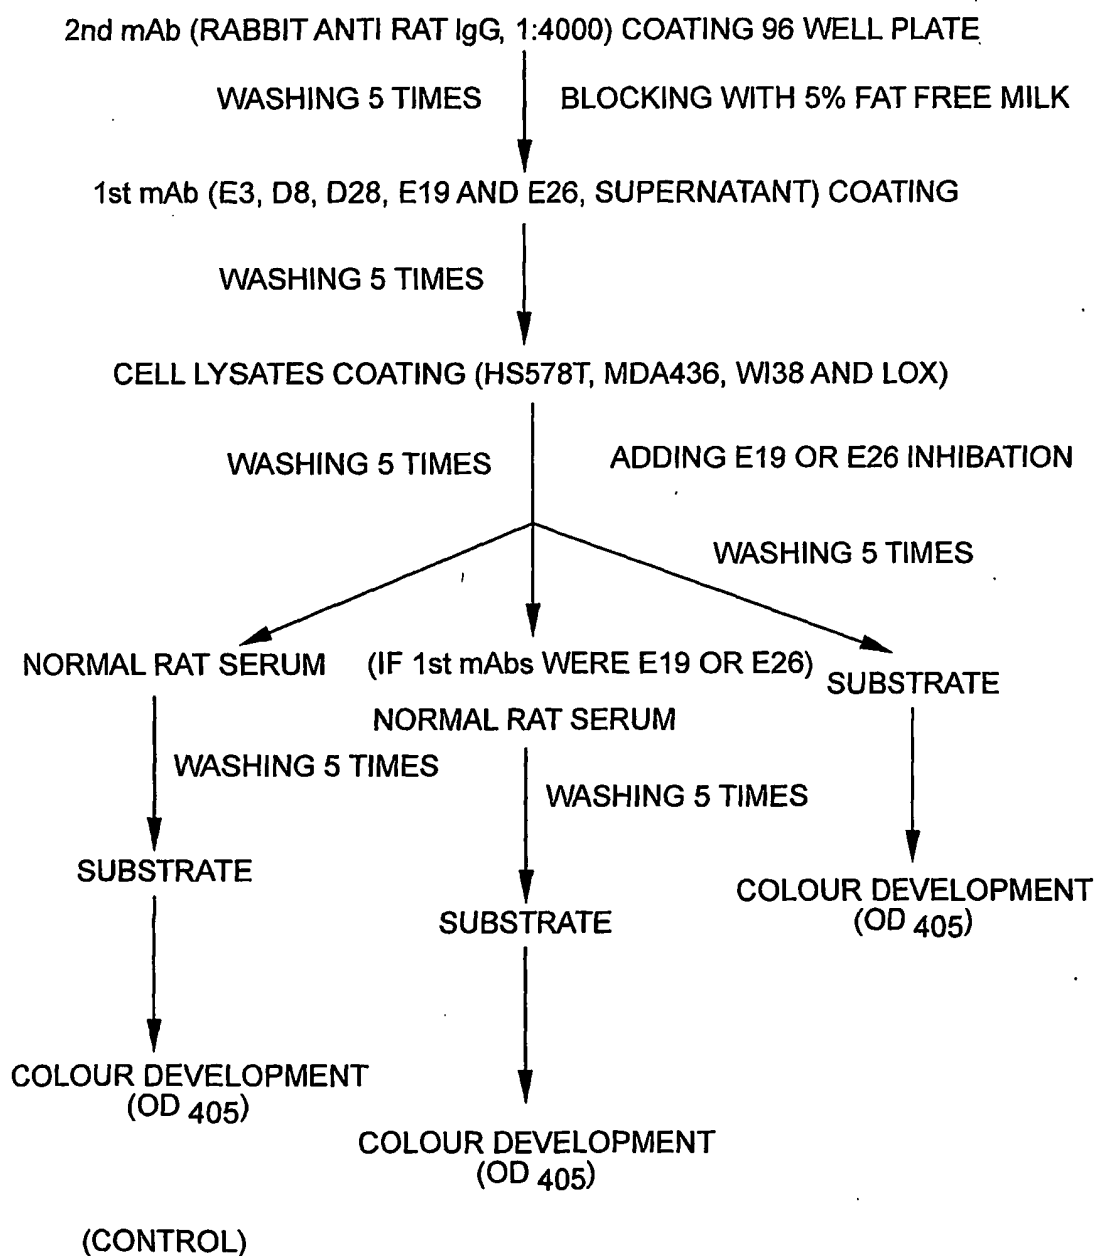 2nd mAb (RABBIT ANTI RAT IgG, 1:4000) COATING 96 WELL PLATE
WASHING 5 TIMES BLOCKING WITH 5% FAT FREE MILK
1st mAb (E3, D8, D28, E19 AND E26, SUPERNATANT) COATING
WASHING 5 TIMES
CELL LYSATES COATING (HS578T, MDA436, WI38 AND LOX)
WASHING 5 TIMES ADDING E19 OR E26 INHIBATION
WASHING 5 TIMES
NORMAL RAT SERUM (IF 1st mAbs WERE E19 OR E26) SUBSTRATE
NORMAL RAT SERUM
WASHING 5 TIMES WASHING 5 TIMES
SUBSTRATE COLOUR DEVELOPMENT
SUBSTRATE (OD 405)
COLOUR DEVELOPMENT
(OD 405)
COLOUR DEVELOPMENT
(OD 405)
(CONTROL)